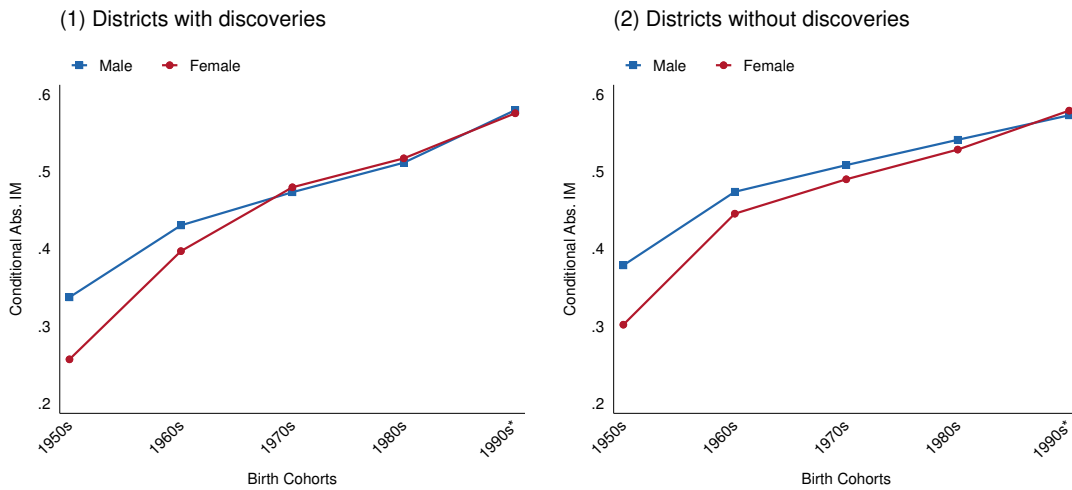 (1) Districts with discoveries
Male Female
Conditional Abs. IM
.6
.5
.4
.3
.2
1950s 1960s 1970s 1980s 1990s*
Birth Cohorts
(2) Districts without discoveries
Male Female
Conditional Abs. IM
.6
.5
.4
.3
.2
1950s 1960s 1970s 1980s 1990s*
Birth Cohorts